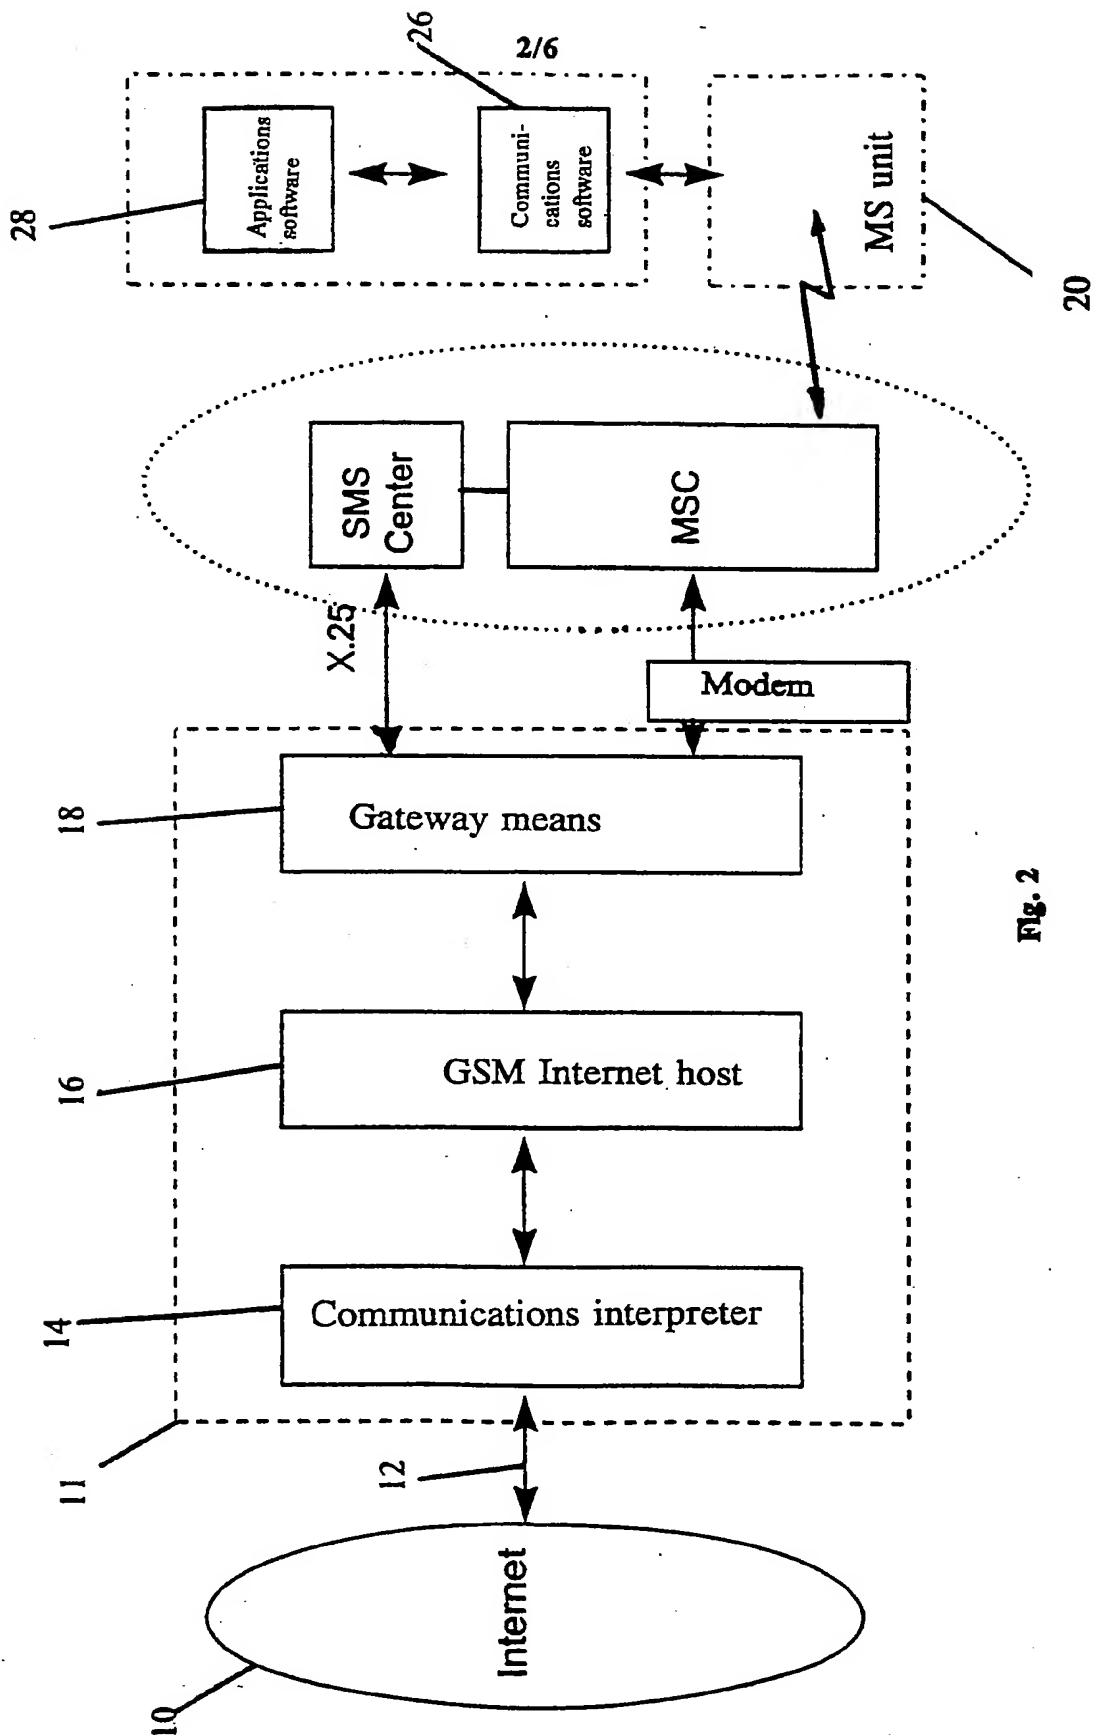 2/6
28
26
Applications
software
Communi-
cations
software
MS unit
20
SMS
Center
MSC
X.25
Modem
18
Gateway means
16
GSM Internet host
14
Communications interpreter
11
12
10
Internet
Fig. 2